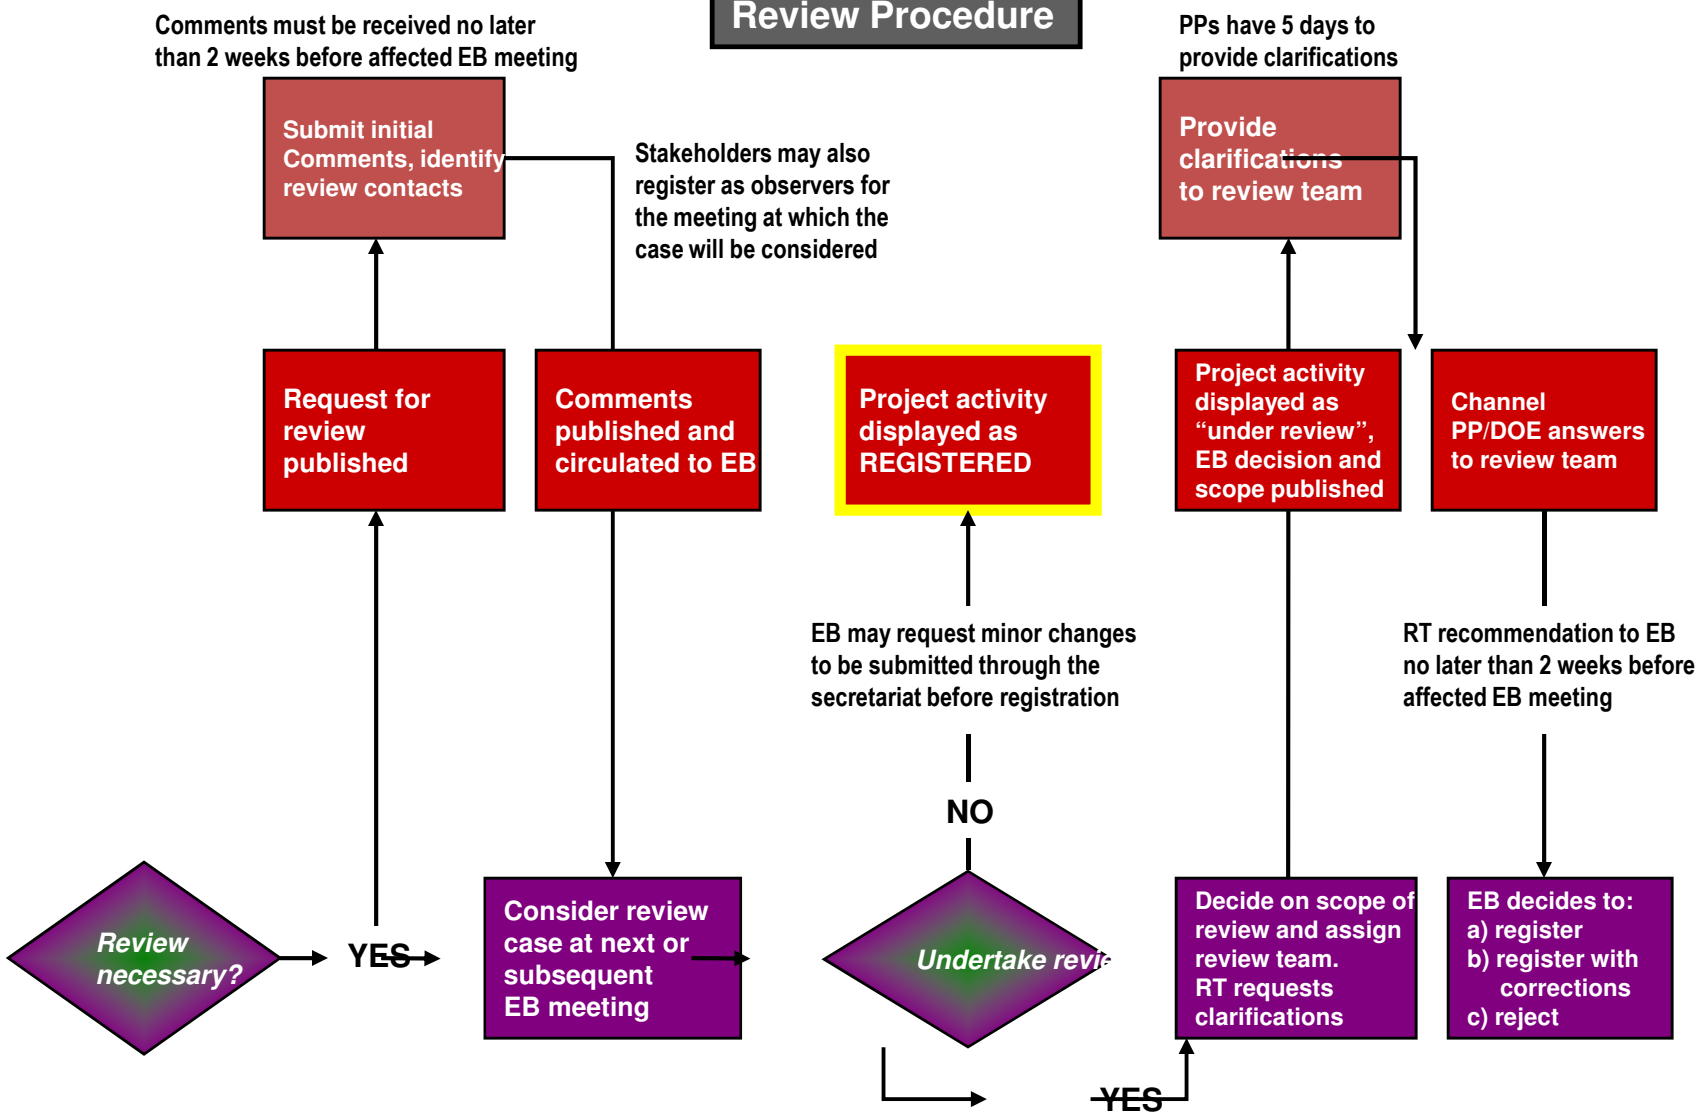 Review Procedure
Comments must be received no later
than 2 weeks before affected EB meeting
PPs have 5 days to
provide clarifications
Submit initial
Comments, identify
review contacts
Stakeholders may also
register as observers for
the meeting at which the
case will be considered
Provide
clarifications
to review team
Request for
review
published
Comments
published and
circulated to EB
Project activity
displayed as
REGISTERED
Project activity
displayed as
“under review”,
EB decision and
scope published
Channel
PP/DOE answers
to review team
EB may request minor changes
to be submitted through the
secretariat before registration
RT recommendation to EB
no later than 2 weeks before
affected EB meeting
NO
Review
necessary?
YES
Consider review
case at next or
subsequent
EB meeting
Undertake revie
Decide on scope of
review and assign
review team.
RT requests
clarifications
EB decides to:
a) register
b) register with
corrections
c) reject
YES